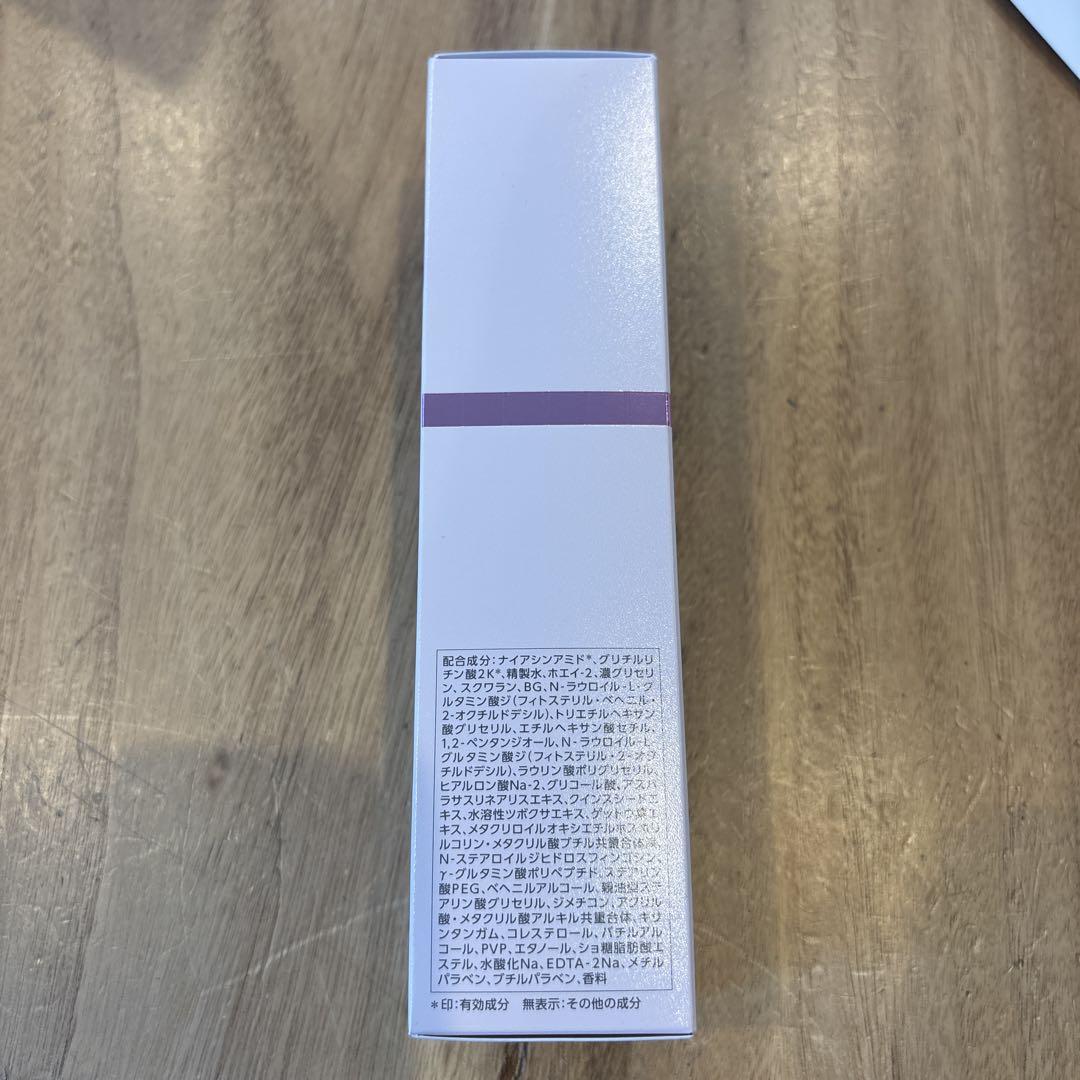 配合成分:ナイアシンアミド*、グリチルリ
チン酸2K*、精製水、ホエイ-2、濃グリセリ
ン、スクワラン、BG、N-ラウロイル-L-グ
ルタミン酸ジ(フィトステリル・ベヘニル・
2-オクチルドデシル)、トリエチルヘキサン
酸グリセリル、エチルヘキサン酸セチル、
1,2-ペンタンジオール、N-ラウロイル-L-
グルタミン酸ジ(フィトステリル・2-オク
チルドデシル)、ラウリン酸ポリグリセリル、
ヒアルロン酸Na-2、グリコール酸、アスパ
ラサスリネアリスエキス、クインスシードエ
キス、水溶性ツボクサエキス、ゲットウ葉エ
キス、メタクリロイルオキシエチルホスホリ
ルコリン・メタクリル酸ブチル共重合体液、
N-ステアロイルジヒドロスフィンゴシン、
γ-グルタミン酸ポリペプチド、ステアリン
酸PEG、ベヘニルアルコール、親油型ステ
アリン酸グリセリル、ジメチコン、アクリル
酸・メタクリル酸アルキル共重合体、キサ
ンタンガム、コレステロール、バチルアル
コール、PVP、エタノール、ショ糖脂肪酸エ
ステル、水酸化Na、EDTA-2Na、メチル
パラベン、ブチルパラベン、香料
*印:有効成分 無表示:その他の成分